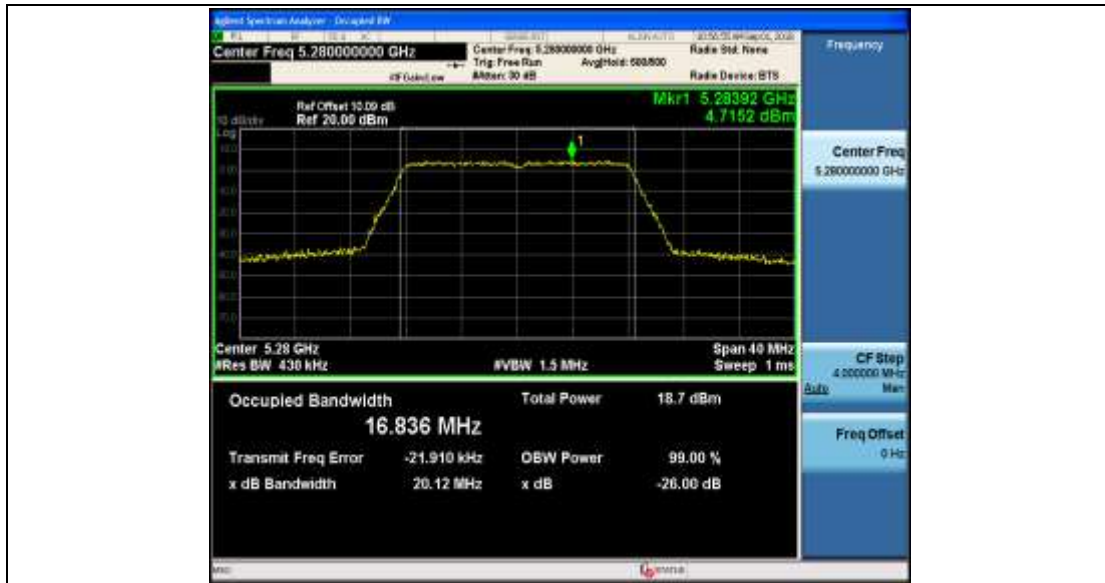 Agilent Spectrum Analyzer - Occupied BW
Center Freq 5.280000000 GHz
Center Freq: 5.280000000 GHz
Trig: Free Run Avg|Hold: 500/500
#IFGain:Low #Atten: 30 dB
Radio Std: None
Radio Device: BTS
Ref Offset 10.09 dB
10 dB/div Ref 20.00 dBm
Log
Mkr1 5.28392 GHz
4.7152 dBm
1
Center 5.28 GHz Span 40 MHz
#Res BW 430 kHz #VBW 1.5 MHz Sweep 1 ms
Occupied Bandwidth Total Power 18.7 dBm
16.836 MHz
Transmit Freq Error -21.910 kHz OBW Power 99.00 %
x dB Bandwidth 20.12 MHz x dB -26.00 dB
MSG STATUS
Frequency
Center Freq
5.280000000 GHz
CF Step
4.000000 MHz
Auto Man
Freq Offset
0 Hz